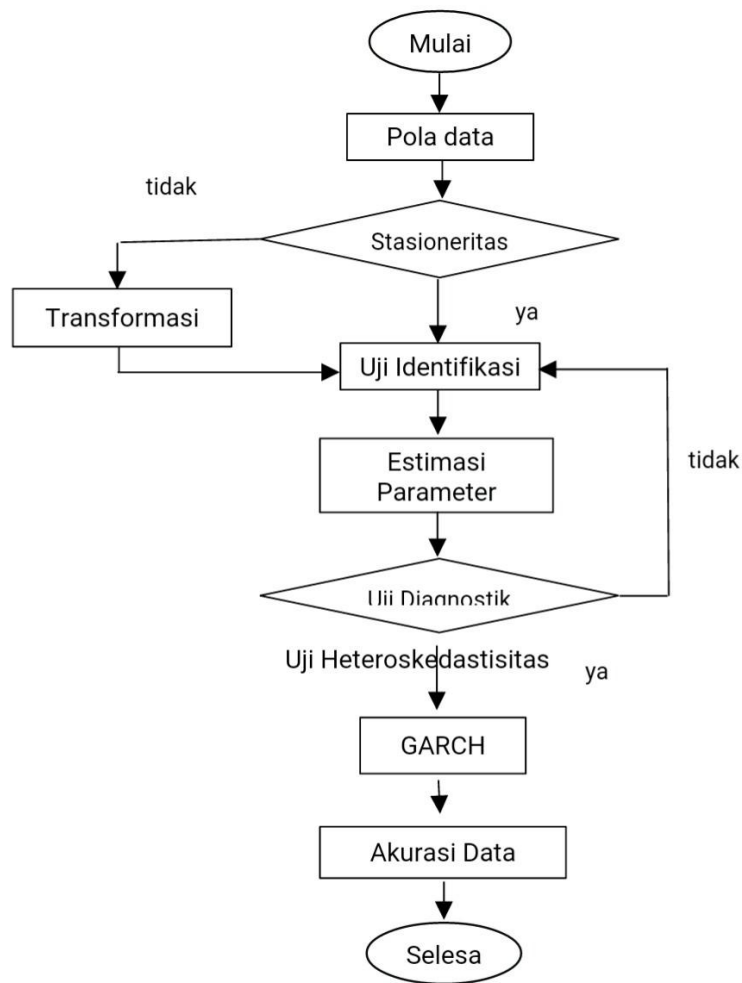 Mulai
Pola data
tidak
Stasioneritas
Transformasi
ya
Uji Identifikasi
Estimasi
Parameter
tidak
Uji Diagnostik
Uji Heteroskedastisitas
ya
GARCH
Akurasi Data
Selesa